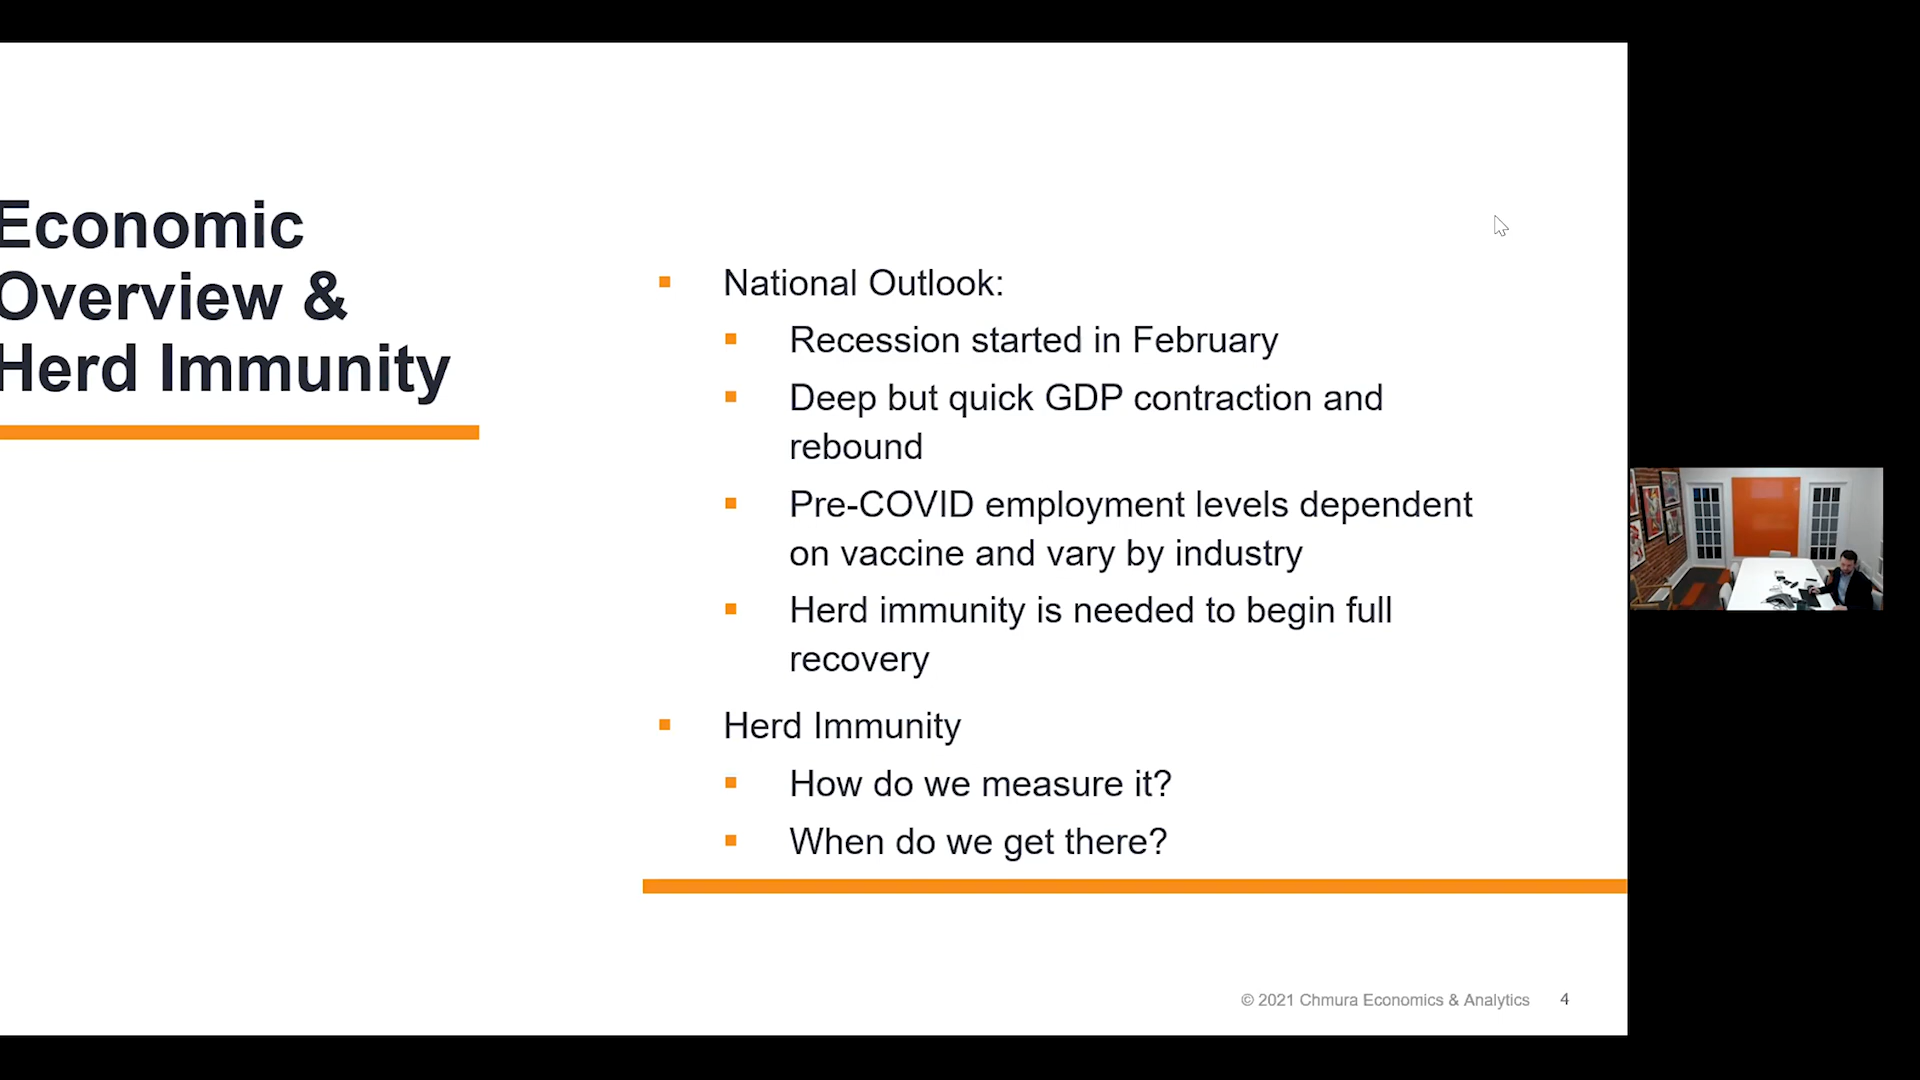 Economic
Overview &
Herd Immunity
National Outlook:
Recession started in February
Deep but quick GDP contraction and
rebound
Pre-COVID employment levels dependent
on vaccine and vary by industry
Herd immunity is needed to begin full
recovery
Herd Immunity
How do we measure it?
When do we get there?
© 2021 Chmura Economics & Analytics 4